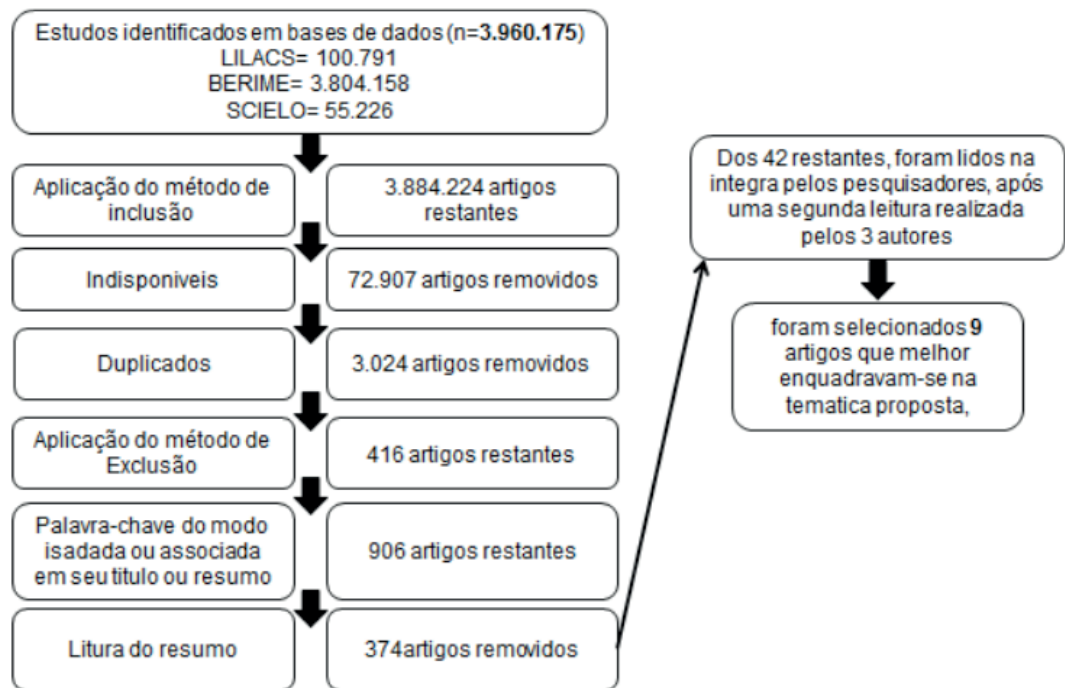 Estudos identificados em bases de dados (n=3.960.175)
LILACS= 100.791
BERIME= 3.804.158
SCIELO= 55.226
Aplicação do método de
inclusão
3.884.224 artigos
restantes
Indisponiveis
72.907 artigos removidos
Duplicados
3.024 artigos removidos
Aplicação do método de
Exclusão
416 artigos restantes
Palavra-chave do modo
isadada ou associada
em seu titulo ou resumo
906 artigos restantes
Litura do resumo
374artigos removidos
Dos 42 restantes, foram lidos na
integra pelos pesquisadores, após
uma segunda leitura realizada
pelos 3 autores
foram selecionados 9
artigos que melhor
enquadravam-se na
tematica proposta,